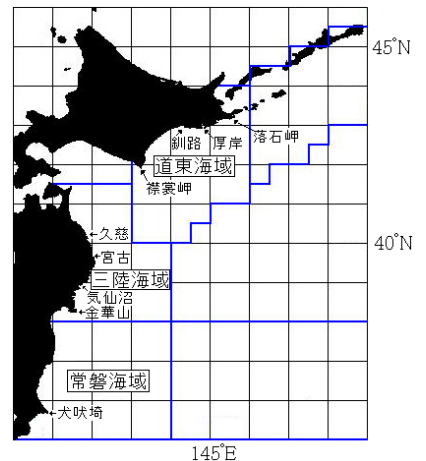 45°N
釧路
厚岸
落石岬
道東海域
襟裳岬
久慈
40°N
宮古
三陸海域
気仙沼
金華山
常磐海域
犬吠埼
145°E